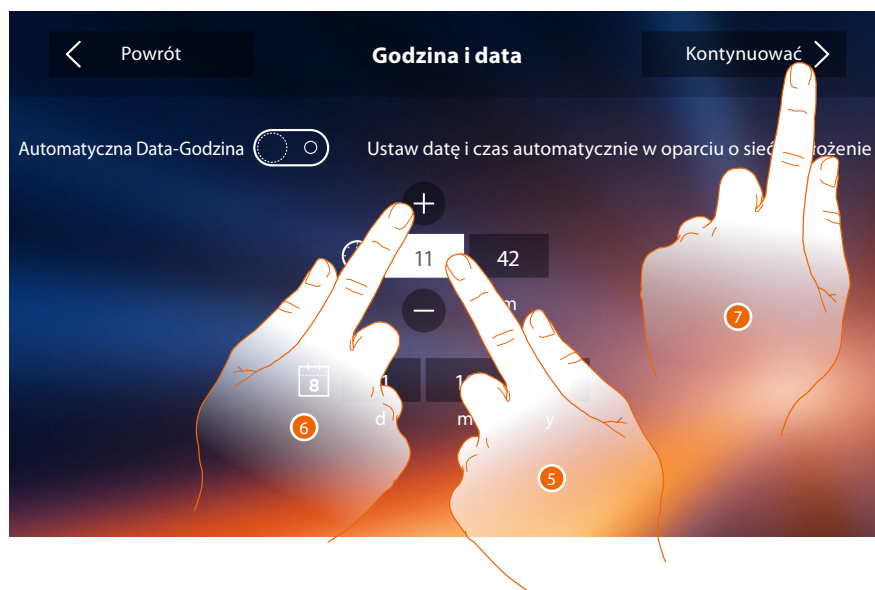 Powrót
Godzina i data
Kontynuować
Automatyczna Data-Godzina
Ustaw datę i czas automatycznie w oparciu o sieć
11
42
m
8
d
m
y
7
6
5